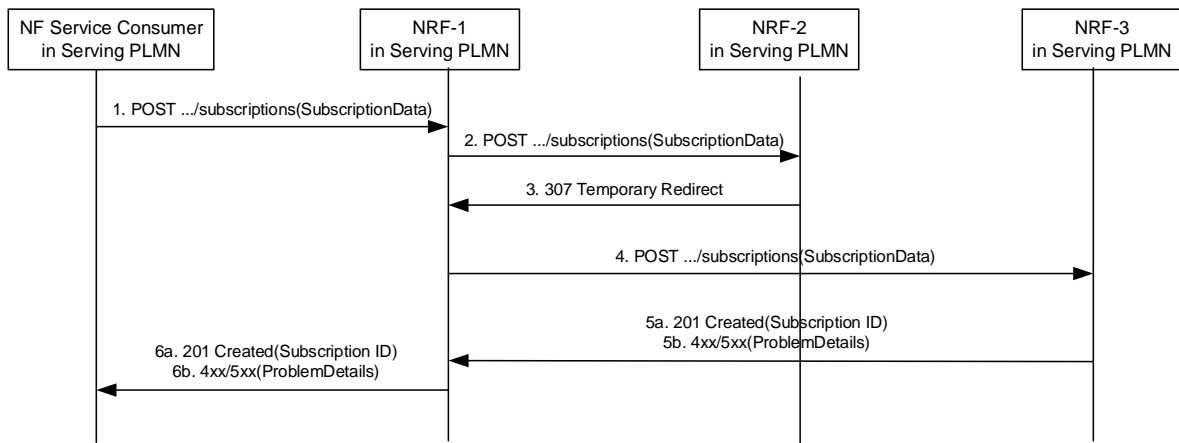 NF Service Consumer
in Serving PLMN
NRF-1
in Serving PLMN
NRF-2
in Serving PLMN
NRF-3
in Serving PLMN
1. POST .../subscriptions(SubscriptionData)
2. POST .../subscriptions(SubscriptionData)
3. 307 Temporary Redirect
4. POST .../subscriptions(SubscriptionData)
5a. 201 Created(Subscription ID)
5b. 4xx/5xx(ProblemDetails)
6a. 201 Created(Subscription ID)
6b. 4xx/5xx(ProblemDetails)